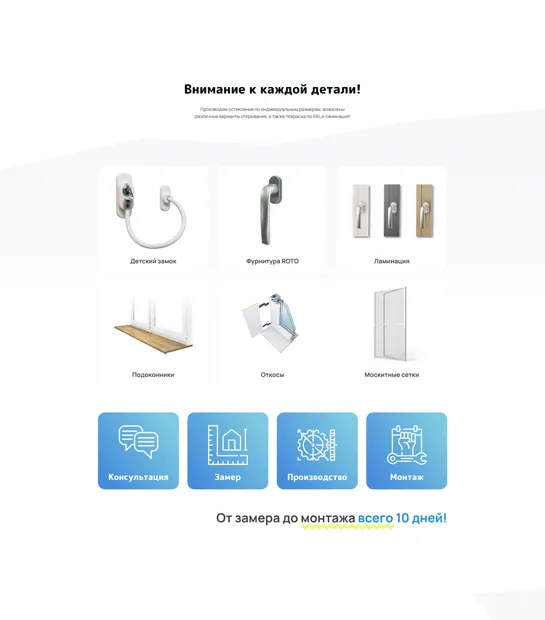 Внимание к каждой детали!
Производим остекление по индивидуальным размерам, возможны
различные варианты открывания, а также покраска по RAL и ламинация!
Детский замок
Фурнитура ROTO
Ламинация
Подоконники
Откосы
Москитные сетки
Консультация
Замер
Производство
Монтаж
От замера до монтажа всего 10 дней!